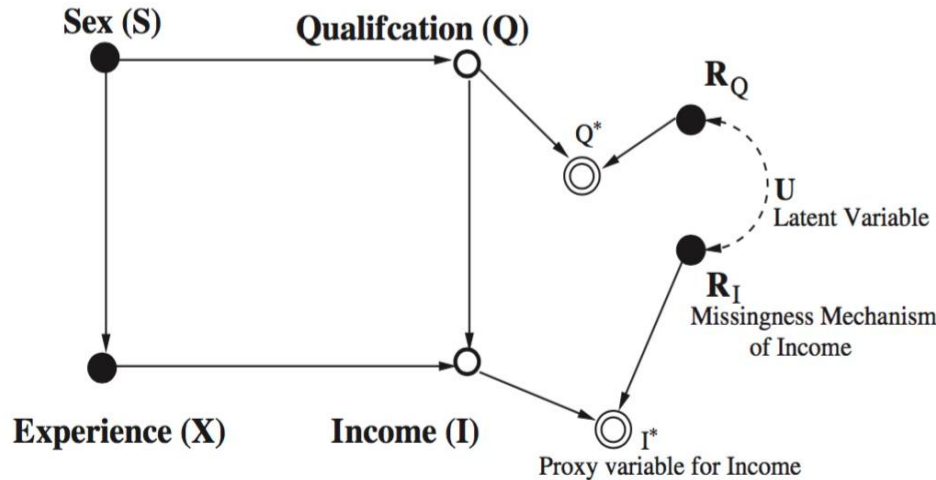 Sex (S)
Qualifcation (Q)
R_Q
Q*
U
Latent Variable
R_I
Missingness Mechanism
of Income
Experience (X)
Income (I)
I*
Proxy variable for Income